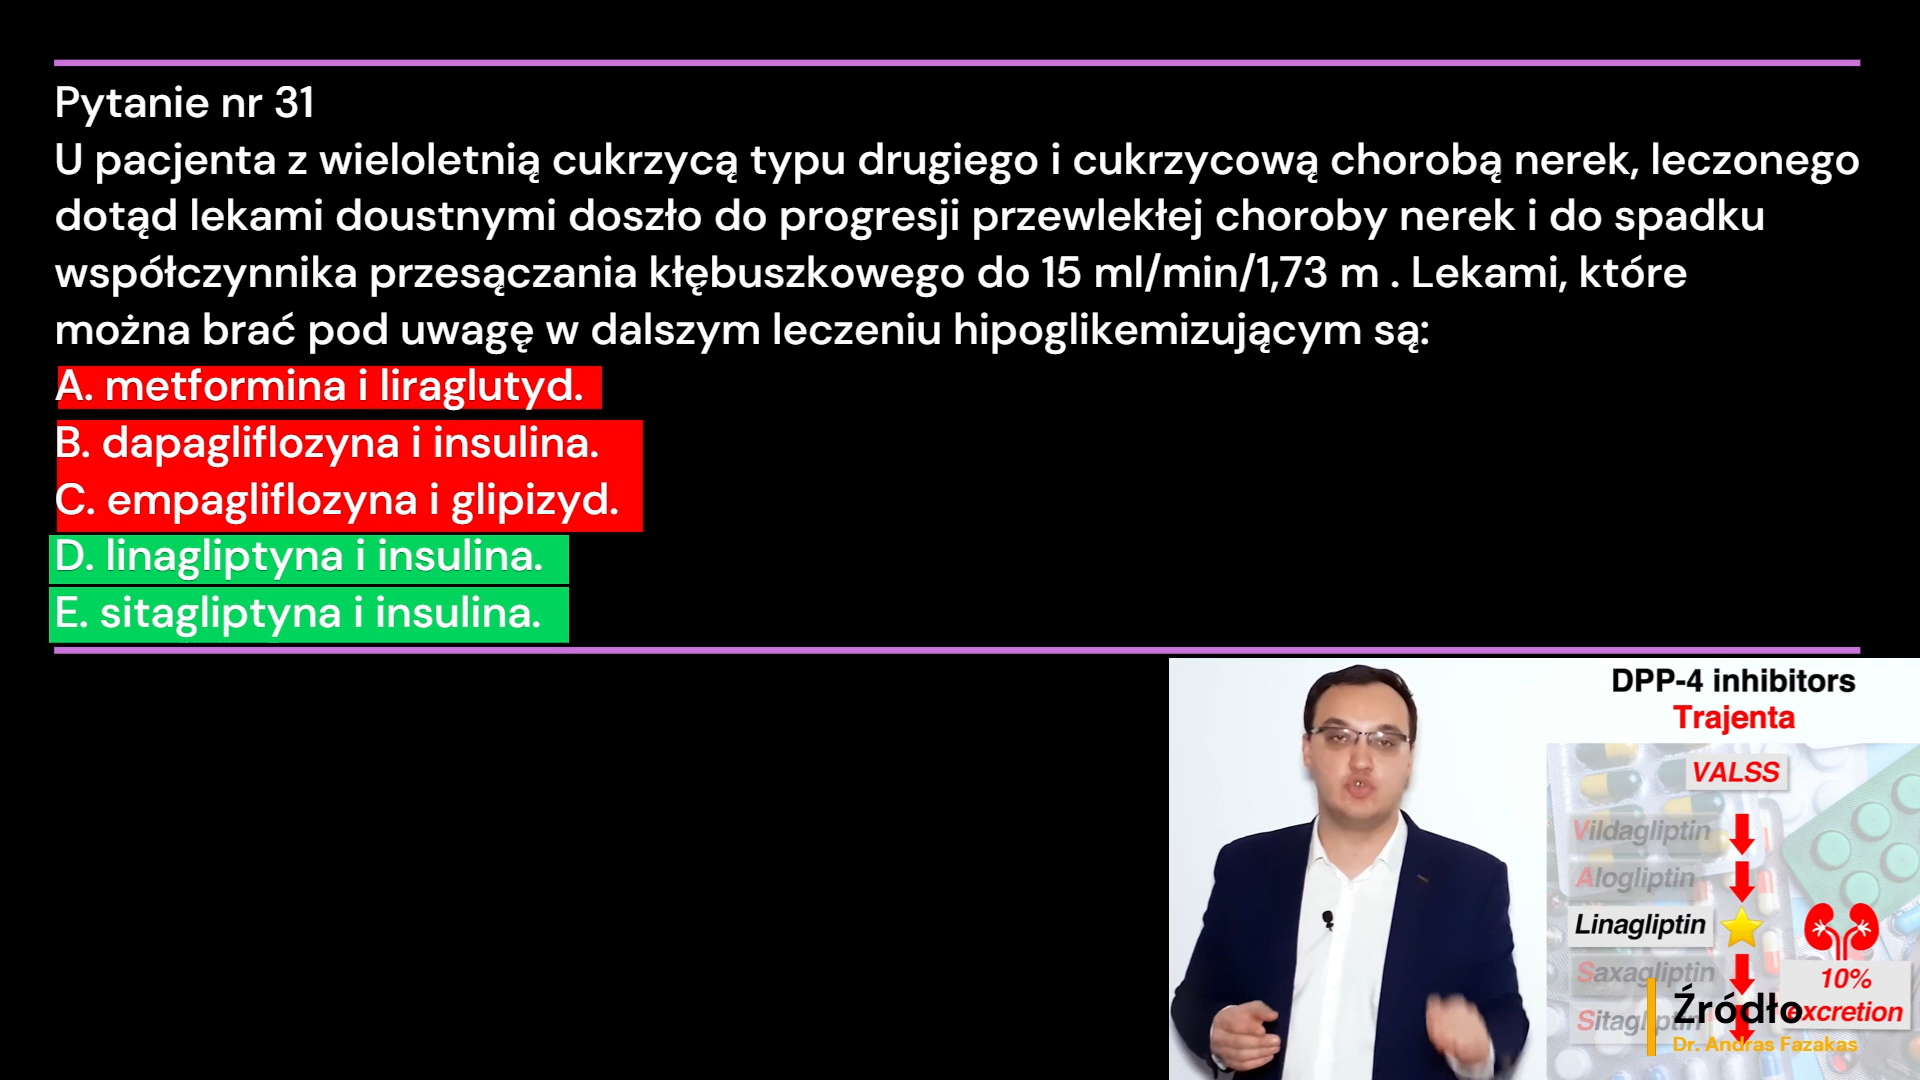 Pytanie nr 31
U pacjenta z wieloletnią cukrzycą typu drugiego i cukrzycową chorobą nerek, leczonego
dotąd lekami doustnymi doszło do progresji przewlekłej choroby nerek i do spadku
współczynnika przesączania kłębuszkowego do 15 ml/min/1,73 m . Lekami, które
można brać pod uwagę w dalszym leczeniu hipoglikemizującym są:
A. metformina i liraglutyd.
B. dapagliflozyna i insulina.
C. empagliflozyna i glipizyd.
D. linagliptyna i insulina.
E. sitagliptyna i insulina.
DPP-4 inhibitors
Trajenta
VALSS
Vildagliptin
Alogliptin
Linagliptin
Saxagliptin
Sitagliptin
10%
excretion
Źródło
Dr. Andras Fazakas